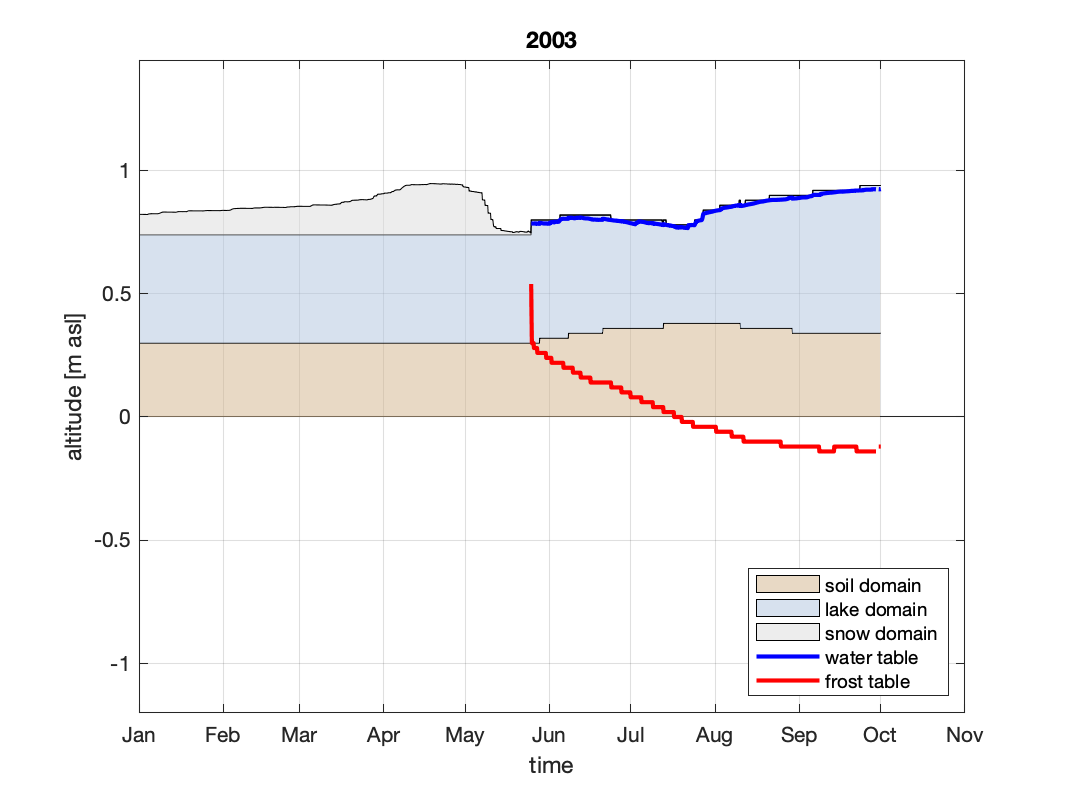 2003
altitude [m asl]
1
0.5
0
-0.5
-1
Jan Feb Mar Apr May Jun Jul Aug Sep Oct Nov
time
soil domain
lake domain
snow domain
water table
frost table